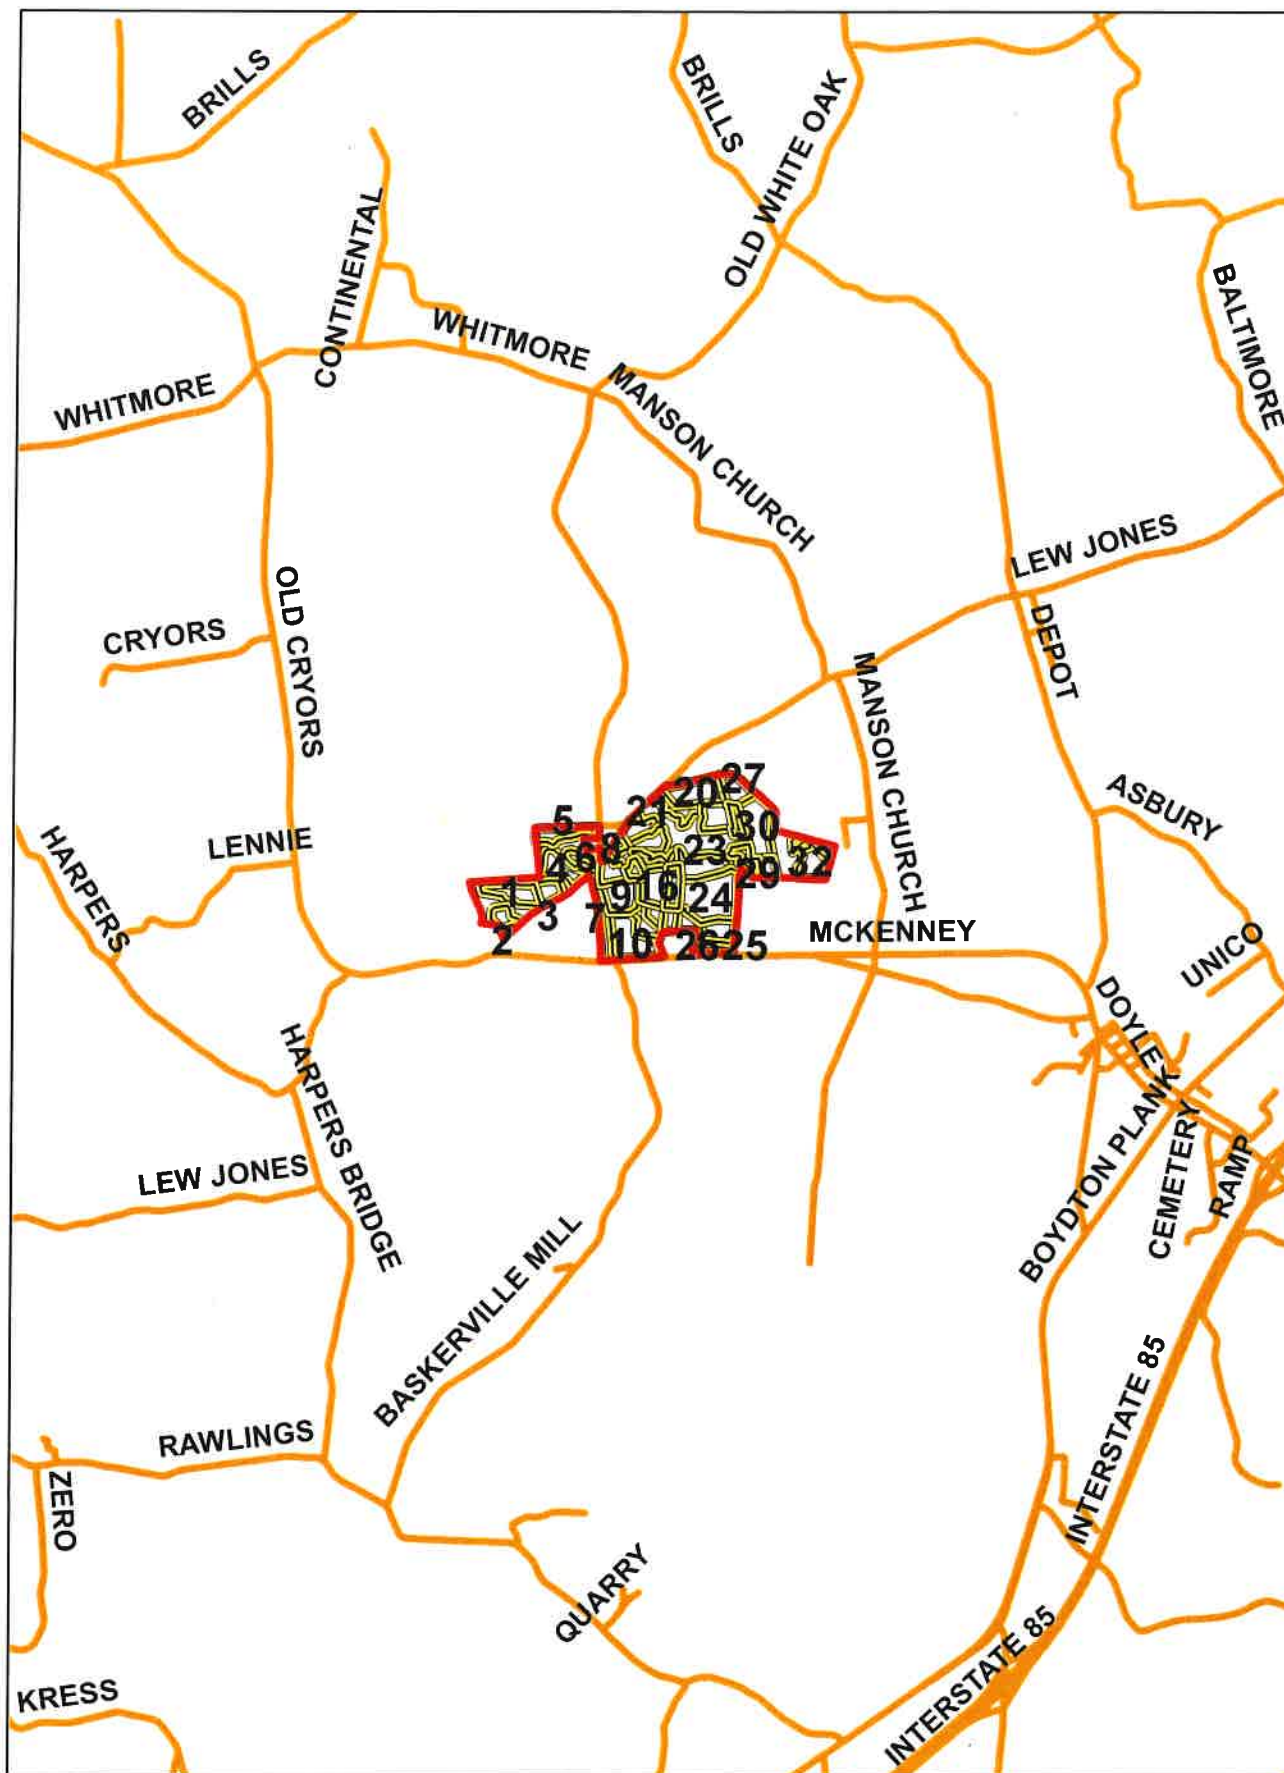 BRILLS
BRILLS
OLD WHITE OAK
CONTINENTAL
BALTIMORE
WHITMORE
WHITMORE
MANSON CHURCH
LEW JONES
OLD CRYORS
CRYORS
DEPOT
MANSON CHURCH
27
20
21
5
30
ASBURY
HARPERS
LENNIE
8
6
23
32
4
29
1
9
16
24
3
7
2
10
26
25
MCKENNEY
UNICO
DOYLE
HARPERS BRIDGE
BOYDTON PLANK
CEMETERY
RAMP
LEW JONES
BASKERVILLE MILL
INTERSTATE 85
RAWLINGS
ZERO
QUARRY
INTERSTATE 85
KRESS